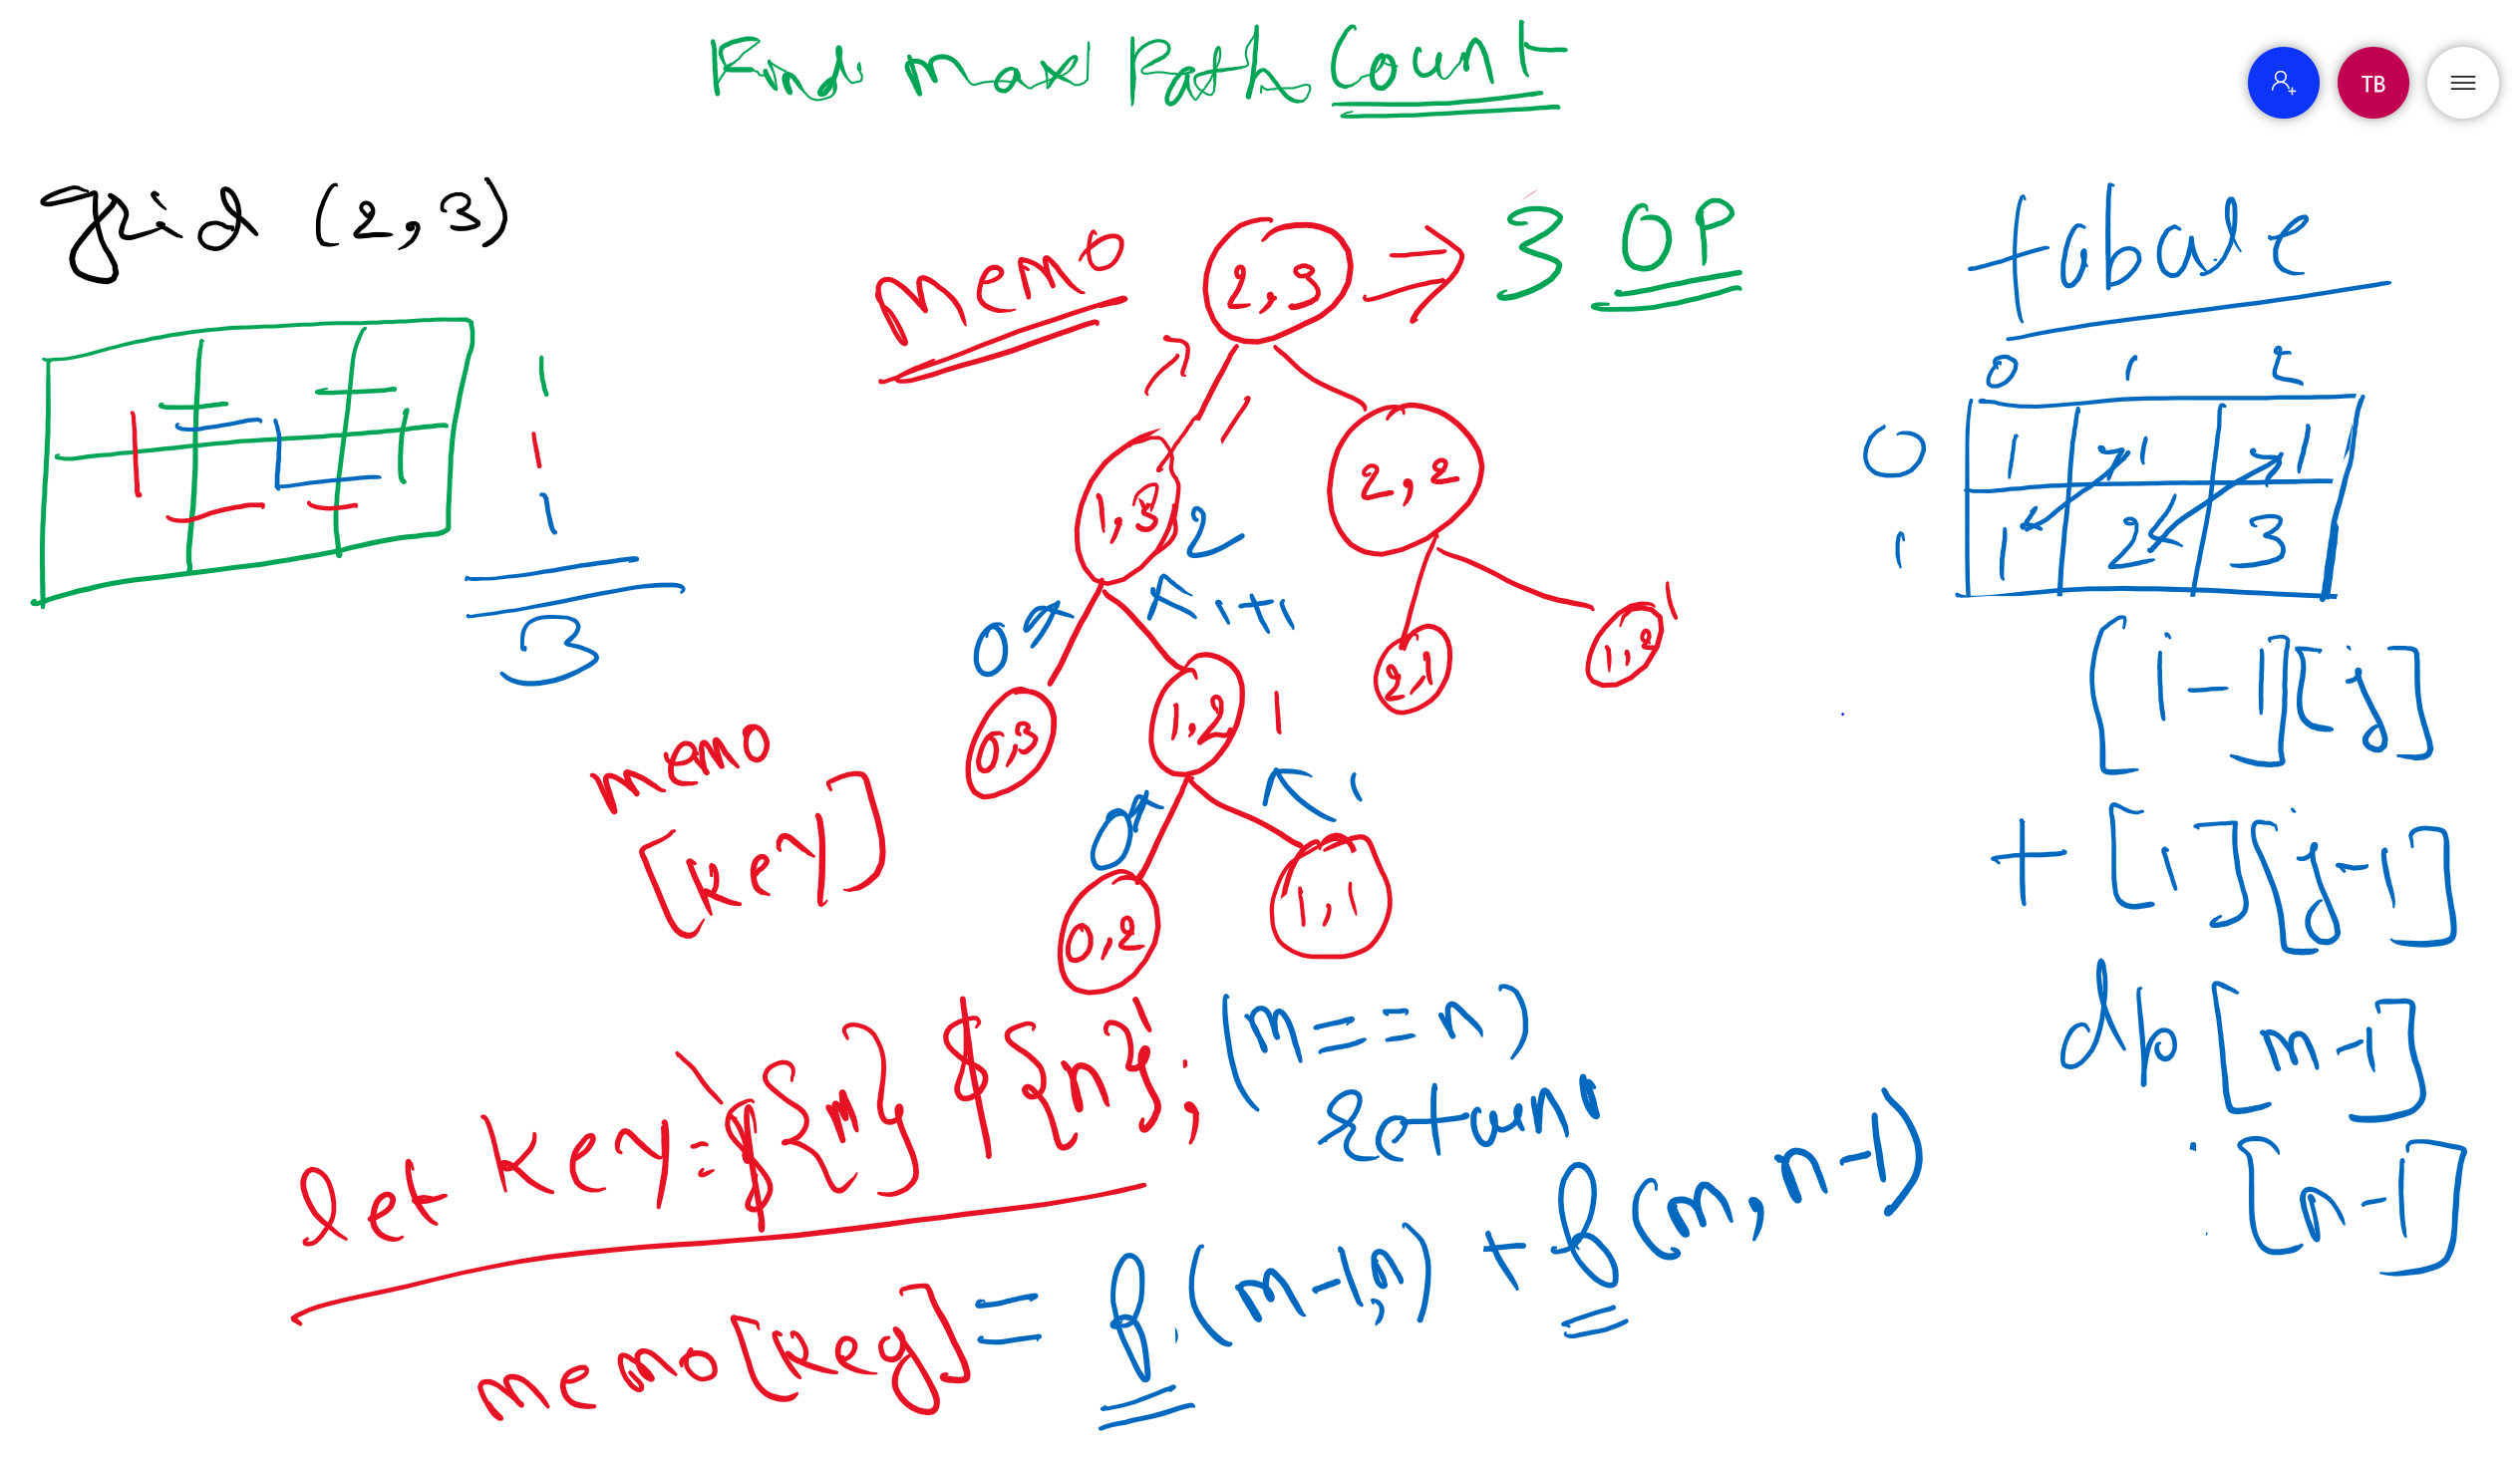 Find max Path Count
TB
grid (2,3)
Memo
2,3
→ 3 OP
table
0 1 2
0
1
1 1 1
1 2 3
1
1
1
3
1
1
1,3
2
2,2
0
1+1
0,3
1,2
1
2,1
1,2
1
0
1
0,2
1,1
memo
[key]
[i-1][j]
+ [i][j-1]
dp [m-1]
[n-1]
let key=`${m}${n}`;
(m==n)
return
memo[key] = f(m-1,n) + f(m,n-1)